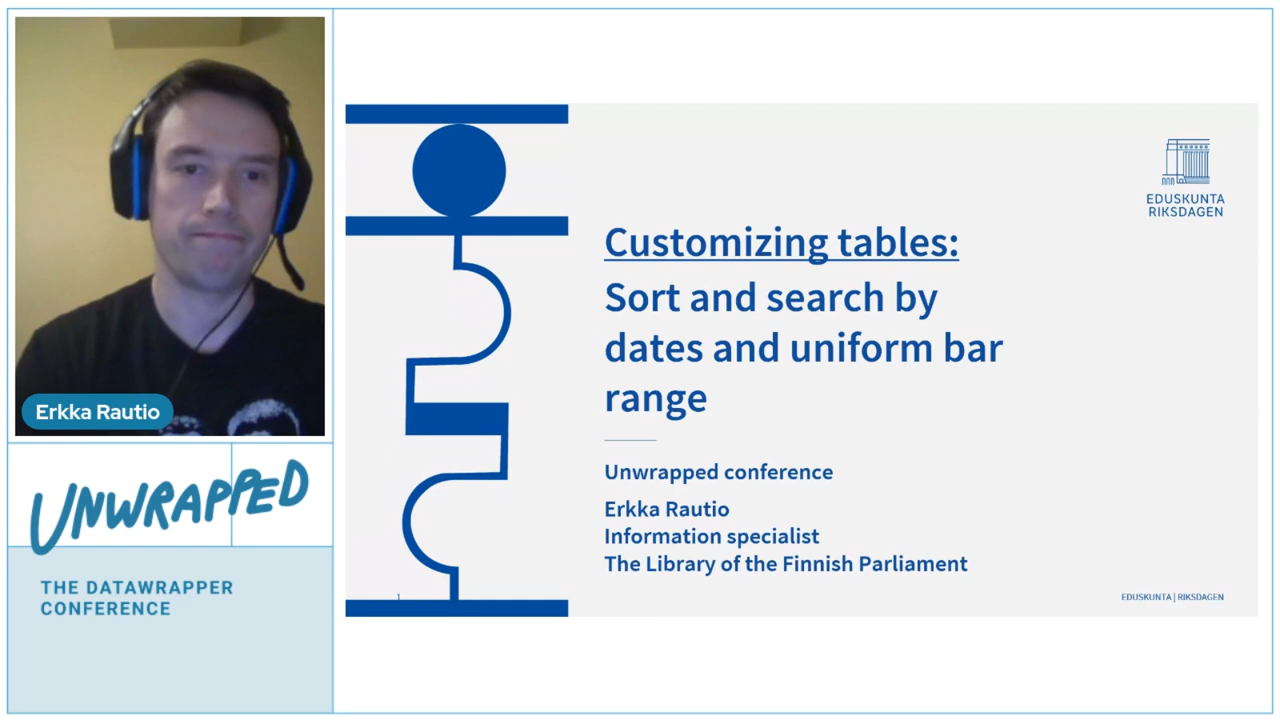 Erkka Rautio
UNWRAPPED
THE DATAWRAPPER
CONFERENCE
EDUSKUNTA
RIKSDAGEN
Customizing tables:
Sort and search by
dates and uniform bar
range
Unwrapped conference
Erkka Rautio
Information specialist
The Library of the Finnish Parliament
1
EDUSKUNTA | RIKSDAGEN